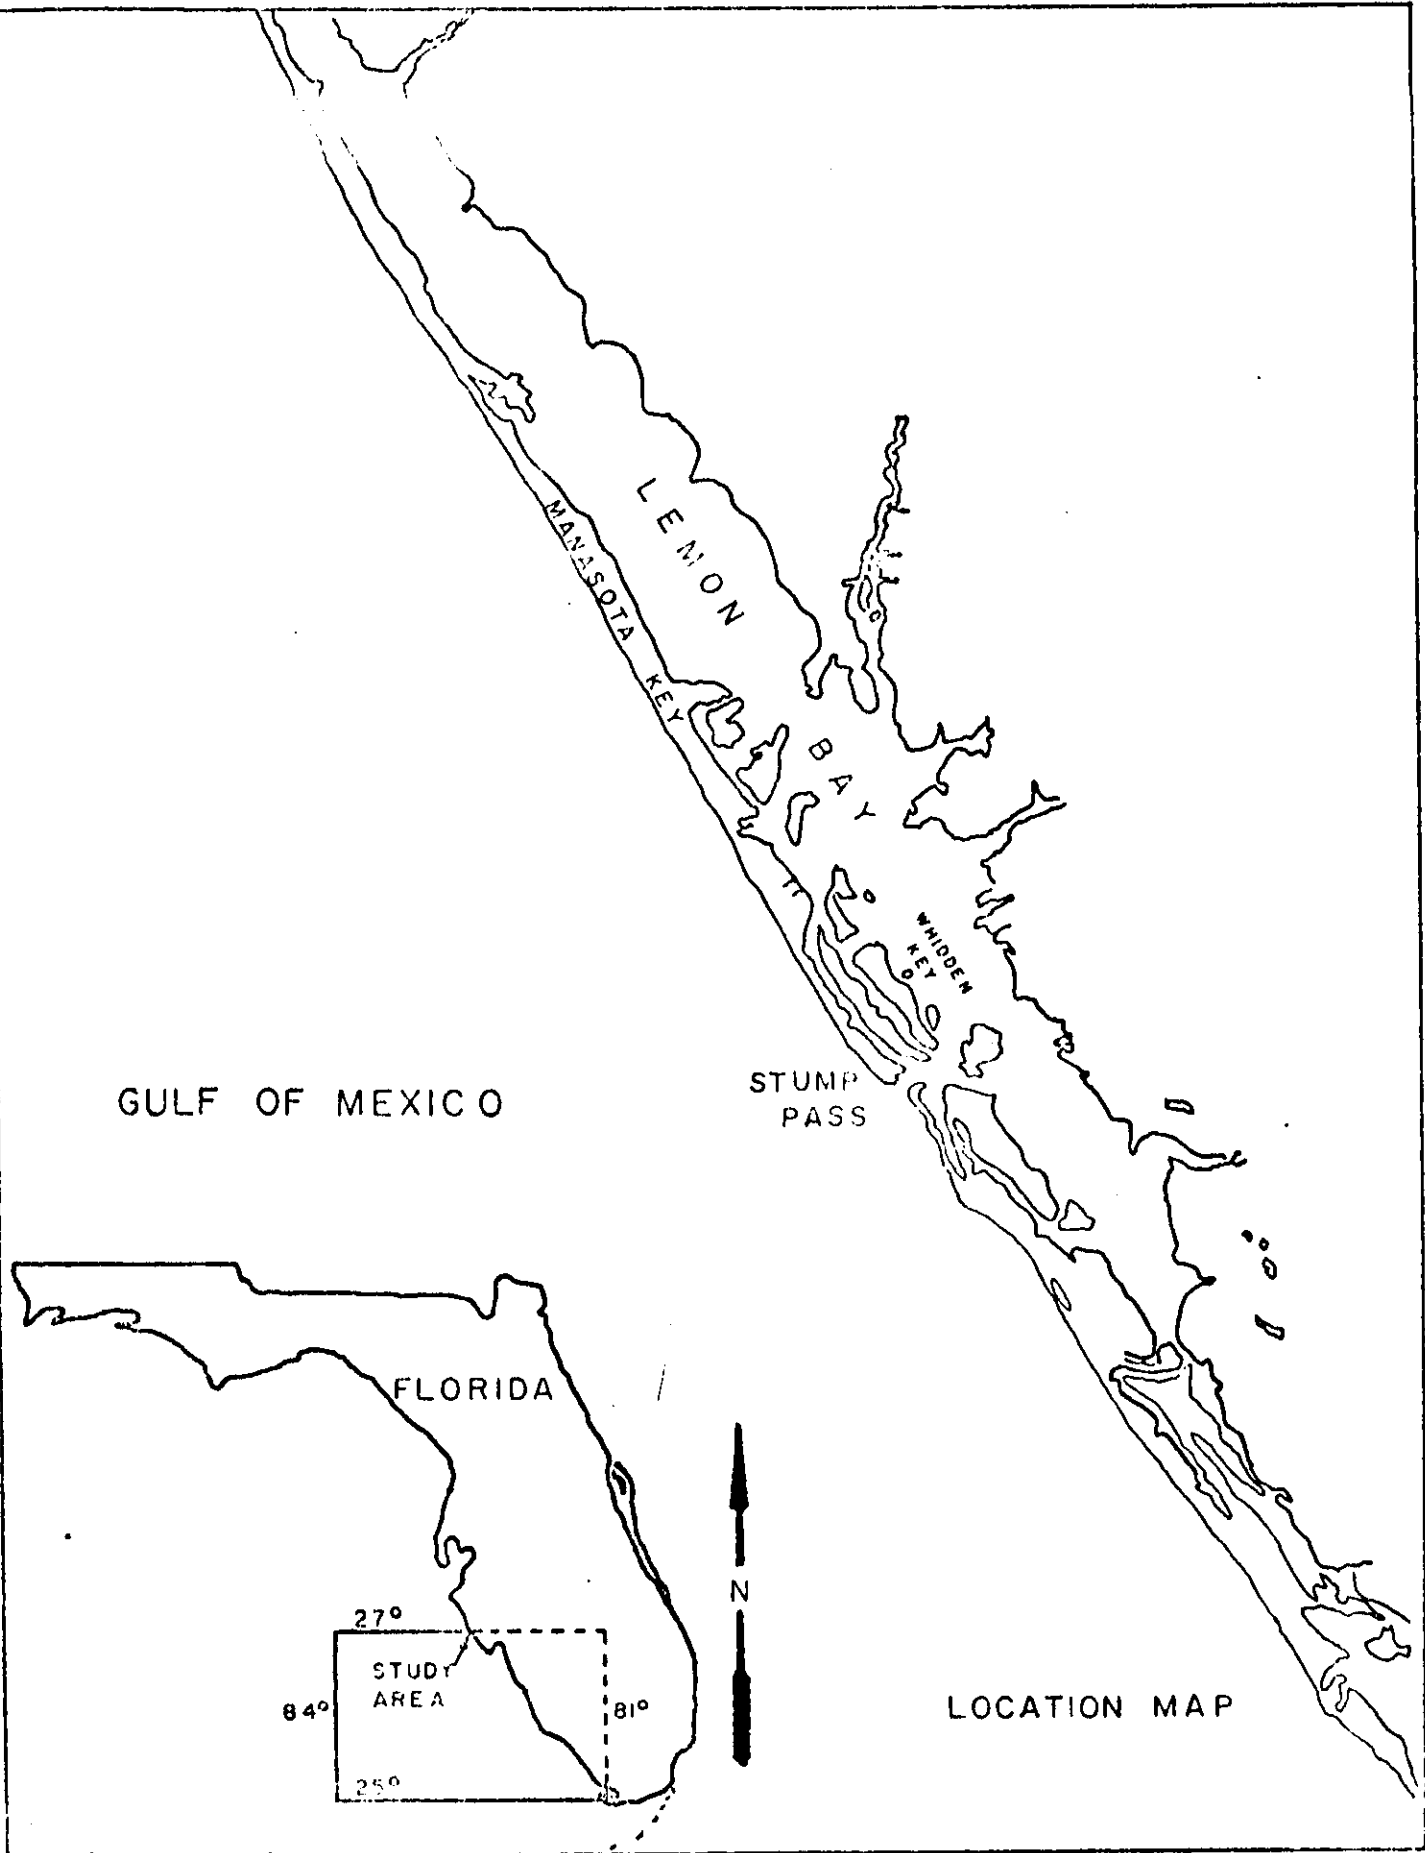 LEMON
BAY
MANASOTA KEY
WHIDDEN
KEY
STUMP
PASS
GULF OF MEXICO
FLORIDA
N
27°
STUDY
AREA
84°
81°
25°
LOCATION MAP